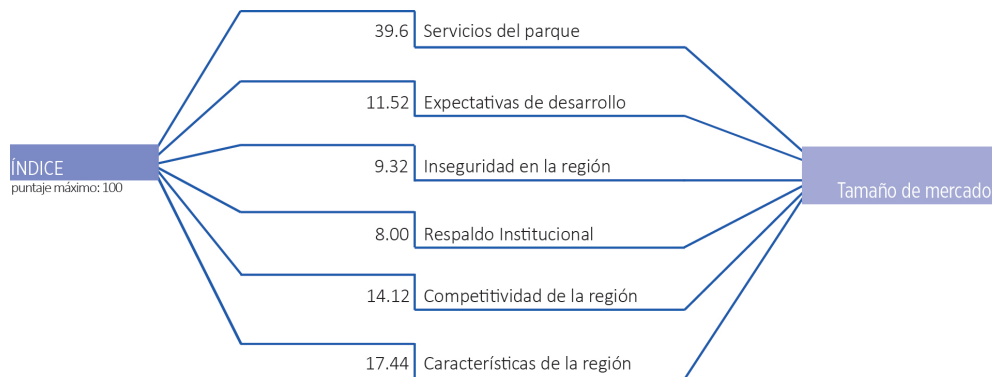 39.6 Servicios del parque
11.52 Expectativas de desarrollo
ÍNDICE
puntaje máximo: 100
9.32 Inseguridad en la región
Tamaño de mercado
8.00 Respaldo Institucional
14.12 Competitividad de la región
17.44 Características de la región